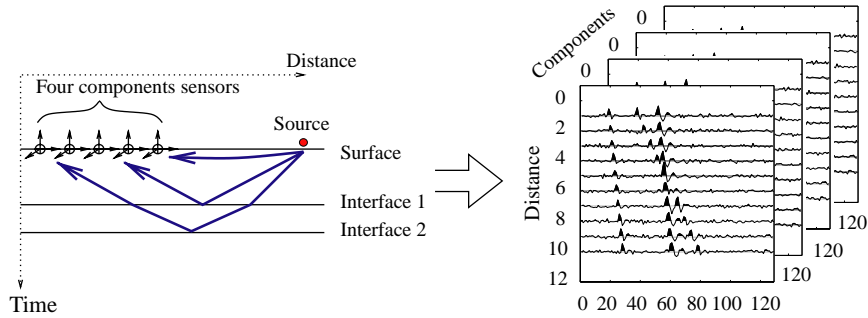 Distance
Four components sensors
Source
Surface
Interface 1
Interface 2
Time
Components
0
0
0
0
2
4
6
8
10
12
Distance
0 20 40 60 80 100 120
120
120
120